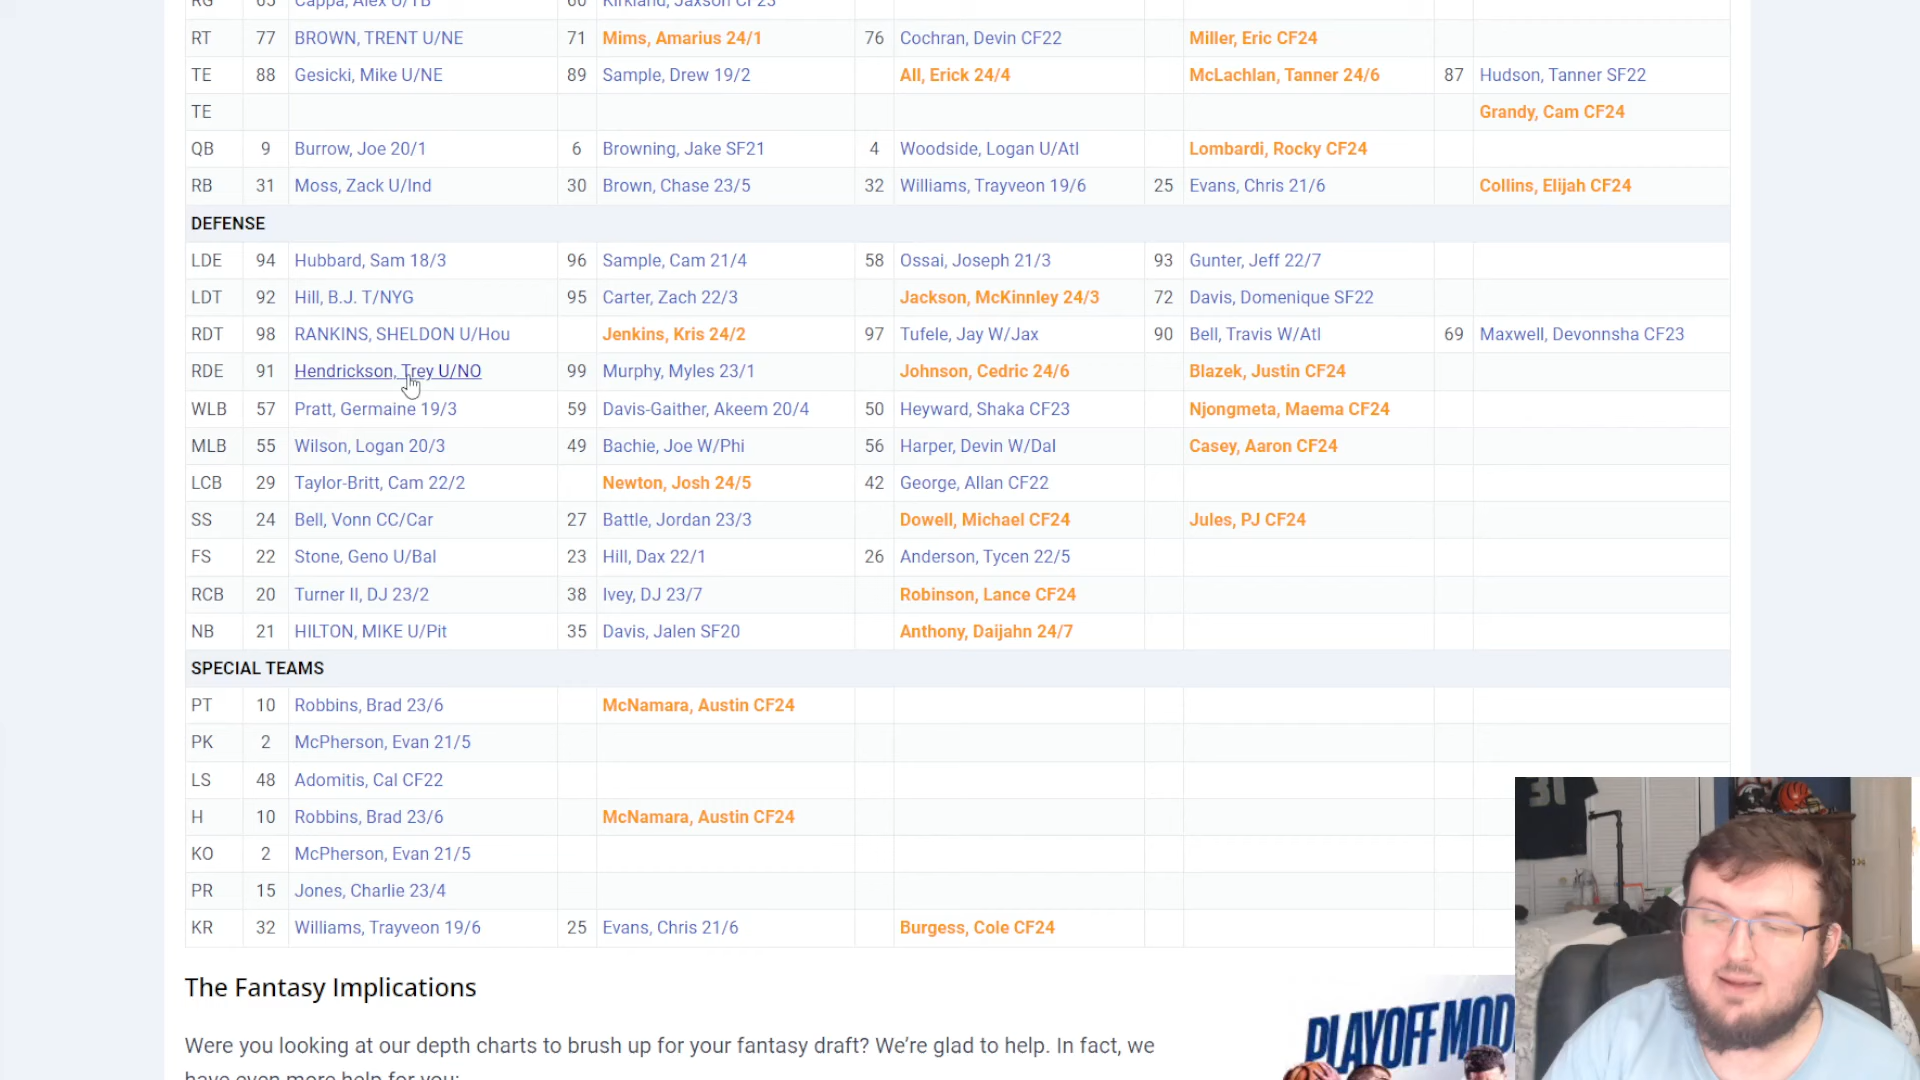 RG 65 Cappa, Alex U/TB 60 Kirkland, Jaxson CF23
RT 77 BROWN, TRENT U/NE 71 Mims, Amarius 24/1 76 Cochran, Devin CF22 Miller, Eric CF24
TE 88 Gesicki, Mike U/NE 89 Sample, Drew 19/2 All, Erick 24/4 McLachlan, Tanner 24/6 87 Hudson, Tanner SF22
TE Grandy, Cam CF24
QB 9 Burrow, Joe 20/1 6 Browning, Jake SF21 4 Woodside, Logan U/Atl Lombardi, Rocky CF24
RB 31 Moss, Zack U/Ind 30 Brown, Chase 23/5 32 Williams, Trayveon 19/6 25 Evans, Chris 21/6 Collins, Elijah CF24
DEFENSE
LDE 94 Hubbard, Sam 18/3 96 Sample, Cam 21/4 58 Ossai, Joseph 21/3 93 Gunter, Jeff 22/7
LDT 92 Hill, B.J. T/NYG 95 Carter, Zach 22/3 Jackson, McKinnley 24/3 72 Davis, Domenique SF22
RDT 98 RANKINS, SHELDON U/Hou Jenkins, Kris 24/2 97 Tufele, Jay W/Jax 90 Bell, Travis W/Atl 69 Maxwell, Devonnsha CF23
RDE 91 Hendrickson, Trey U/NO 99 Murphy, Myles 23/1 Johnson, Cedric 24/6 Blazek, Justin CF24
WLB 57 Pratt, Germaine 19/3 59 Davis-Gaither, Akeem 20/4 50 Heyward, Shaka CF23 Njongmeta, Maema CF24
MLB 55 Wilson, Logan 20/3 49 Bachie, Joe W/Phi 56 Harper, Devin W/Dal Casey, Aaron CF24
LCB 29 Taylor-Britt, Cam 22/2 Newton, Josh 24/5 42 George, Allan CF22
SS 24 Bell, Vonn CC/Car 27 Battle, Jordan 23/3 Dowell, Michael CF24 Jules, PJ CF24
FS 22 Stone, Geno U/Bal 23 Hill, Dax 22/1 26 Anderson, Tycen 22/5
RCB 20 Turner II, DJ 23/2 38 Ivey, DJ 23/7 Robinson, Lance CF24
NB 21 HILTON, MIKE U/Pit 35 Davis, Jalen SF20 Anthony, Daijahn 24/7
SPECIAL TEAMS
PT 10 Robbins, Brad 23/6 McNamara, Austin CF24
PK 2 McPherson, Evan 21/5
LS 48 Adomitis, Cal CF22
H 10 Robbins, Brad 23/6 McNamara, Austin CF24
KO 2 McPherson, Evan 21/5
PR 15 Jones, Charlie 23/4
KR 32 Williams, Trayveon 19/6 25 Evans, Chris 21/6 Burgess, Cole CF24
The Fantasy Implications
Were you looking at our depth charts to brush up for your fantasy draft? We're glad to help. In fact, we
have even more help for you:
PLAYOFF MOD
31